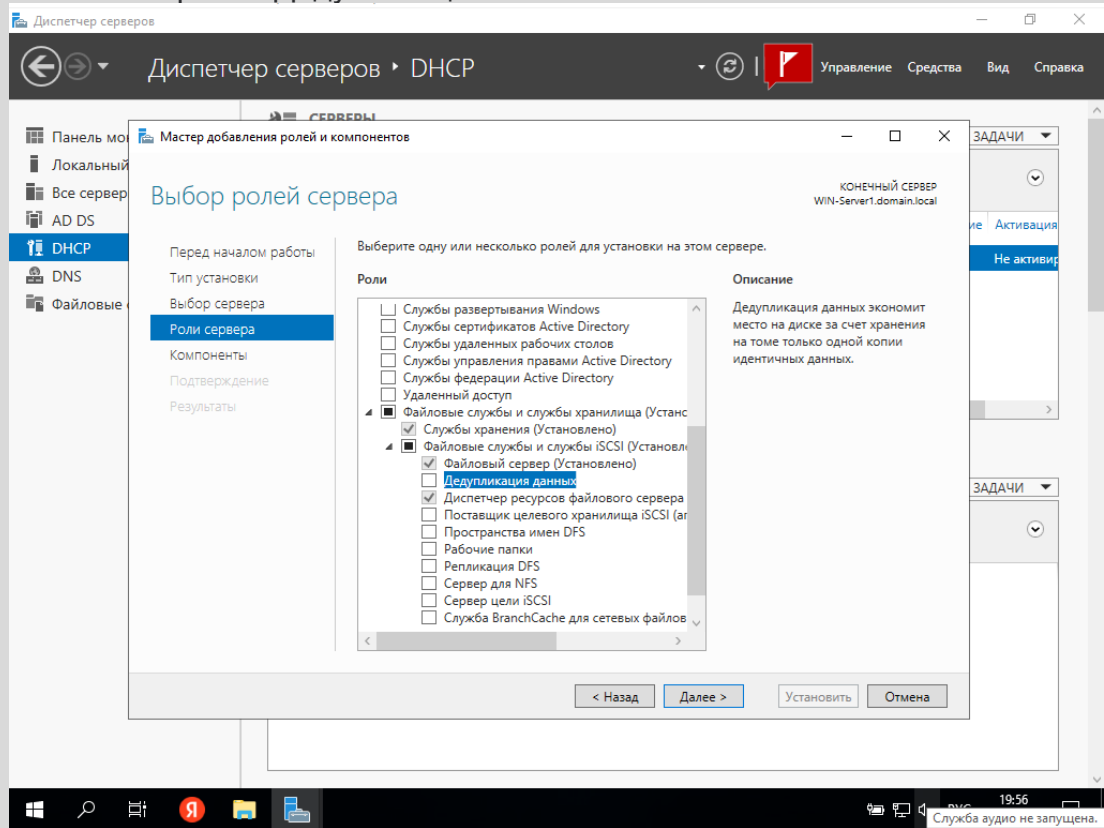 Диспетчер серверов
Диспетчер серверов • DHCP
Управление Средства Вид Справка
СЕРВЕРЫ
ЗАДАЧИ
Панель
Локальный
Все
AD DS
DHCP
DNS
Файловые
Активация
Не
ЗАДАЧИ
Мастер добавления ролей и компонентов
Выбор ролей сервера
КОНЕЧНЫЙ СЕРВЕР
WIN-Server1.domain.local
Перед началом работы
Тип установки
Выбор сервера
Роли сервера
Компоненты
Подтверждение
Результаты
Выберите одну или несколько ролей для установки на этом сервере.
Роли
Службы развертывания Windows
Службы сертификатов Active Directory
Службы удаленных рабочих столов
Службы управления правами Active Directory
Службы федерации Active Directory
Удаленный доступ
Файловые службы и службы хранилища
Службы хранения (Установлено)
Файловые службы и службы iSCSI
Файловый сервер (Установлено)
Дедупликация данных
Диспетчер ресурсов файлового сервера
Поставщик целевого хранилища iSCSI
Пространства имен DFS
Рабочие папки
Репликация DFS
Сервер для NFS
Сервер цели iSCSI
Служба BranchCache для сетевых файлов
Описание
Дедупликация данных экономит
место на диске за счет хранения
на томе только одной копии
идентичных данных.
< Назад Далее > Установить Отмена
Я
19:56
Служба аудио не запущена.